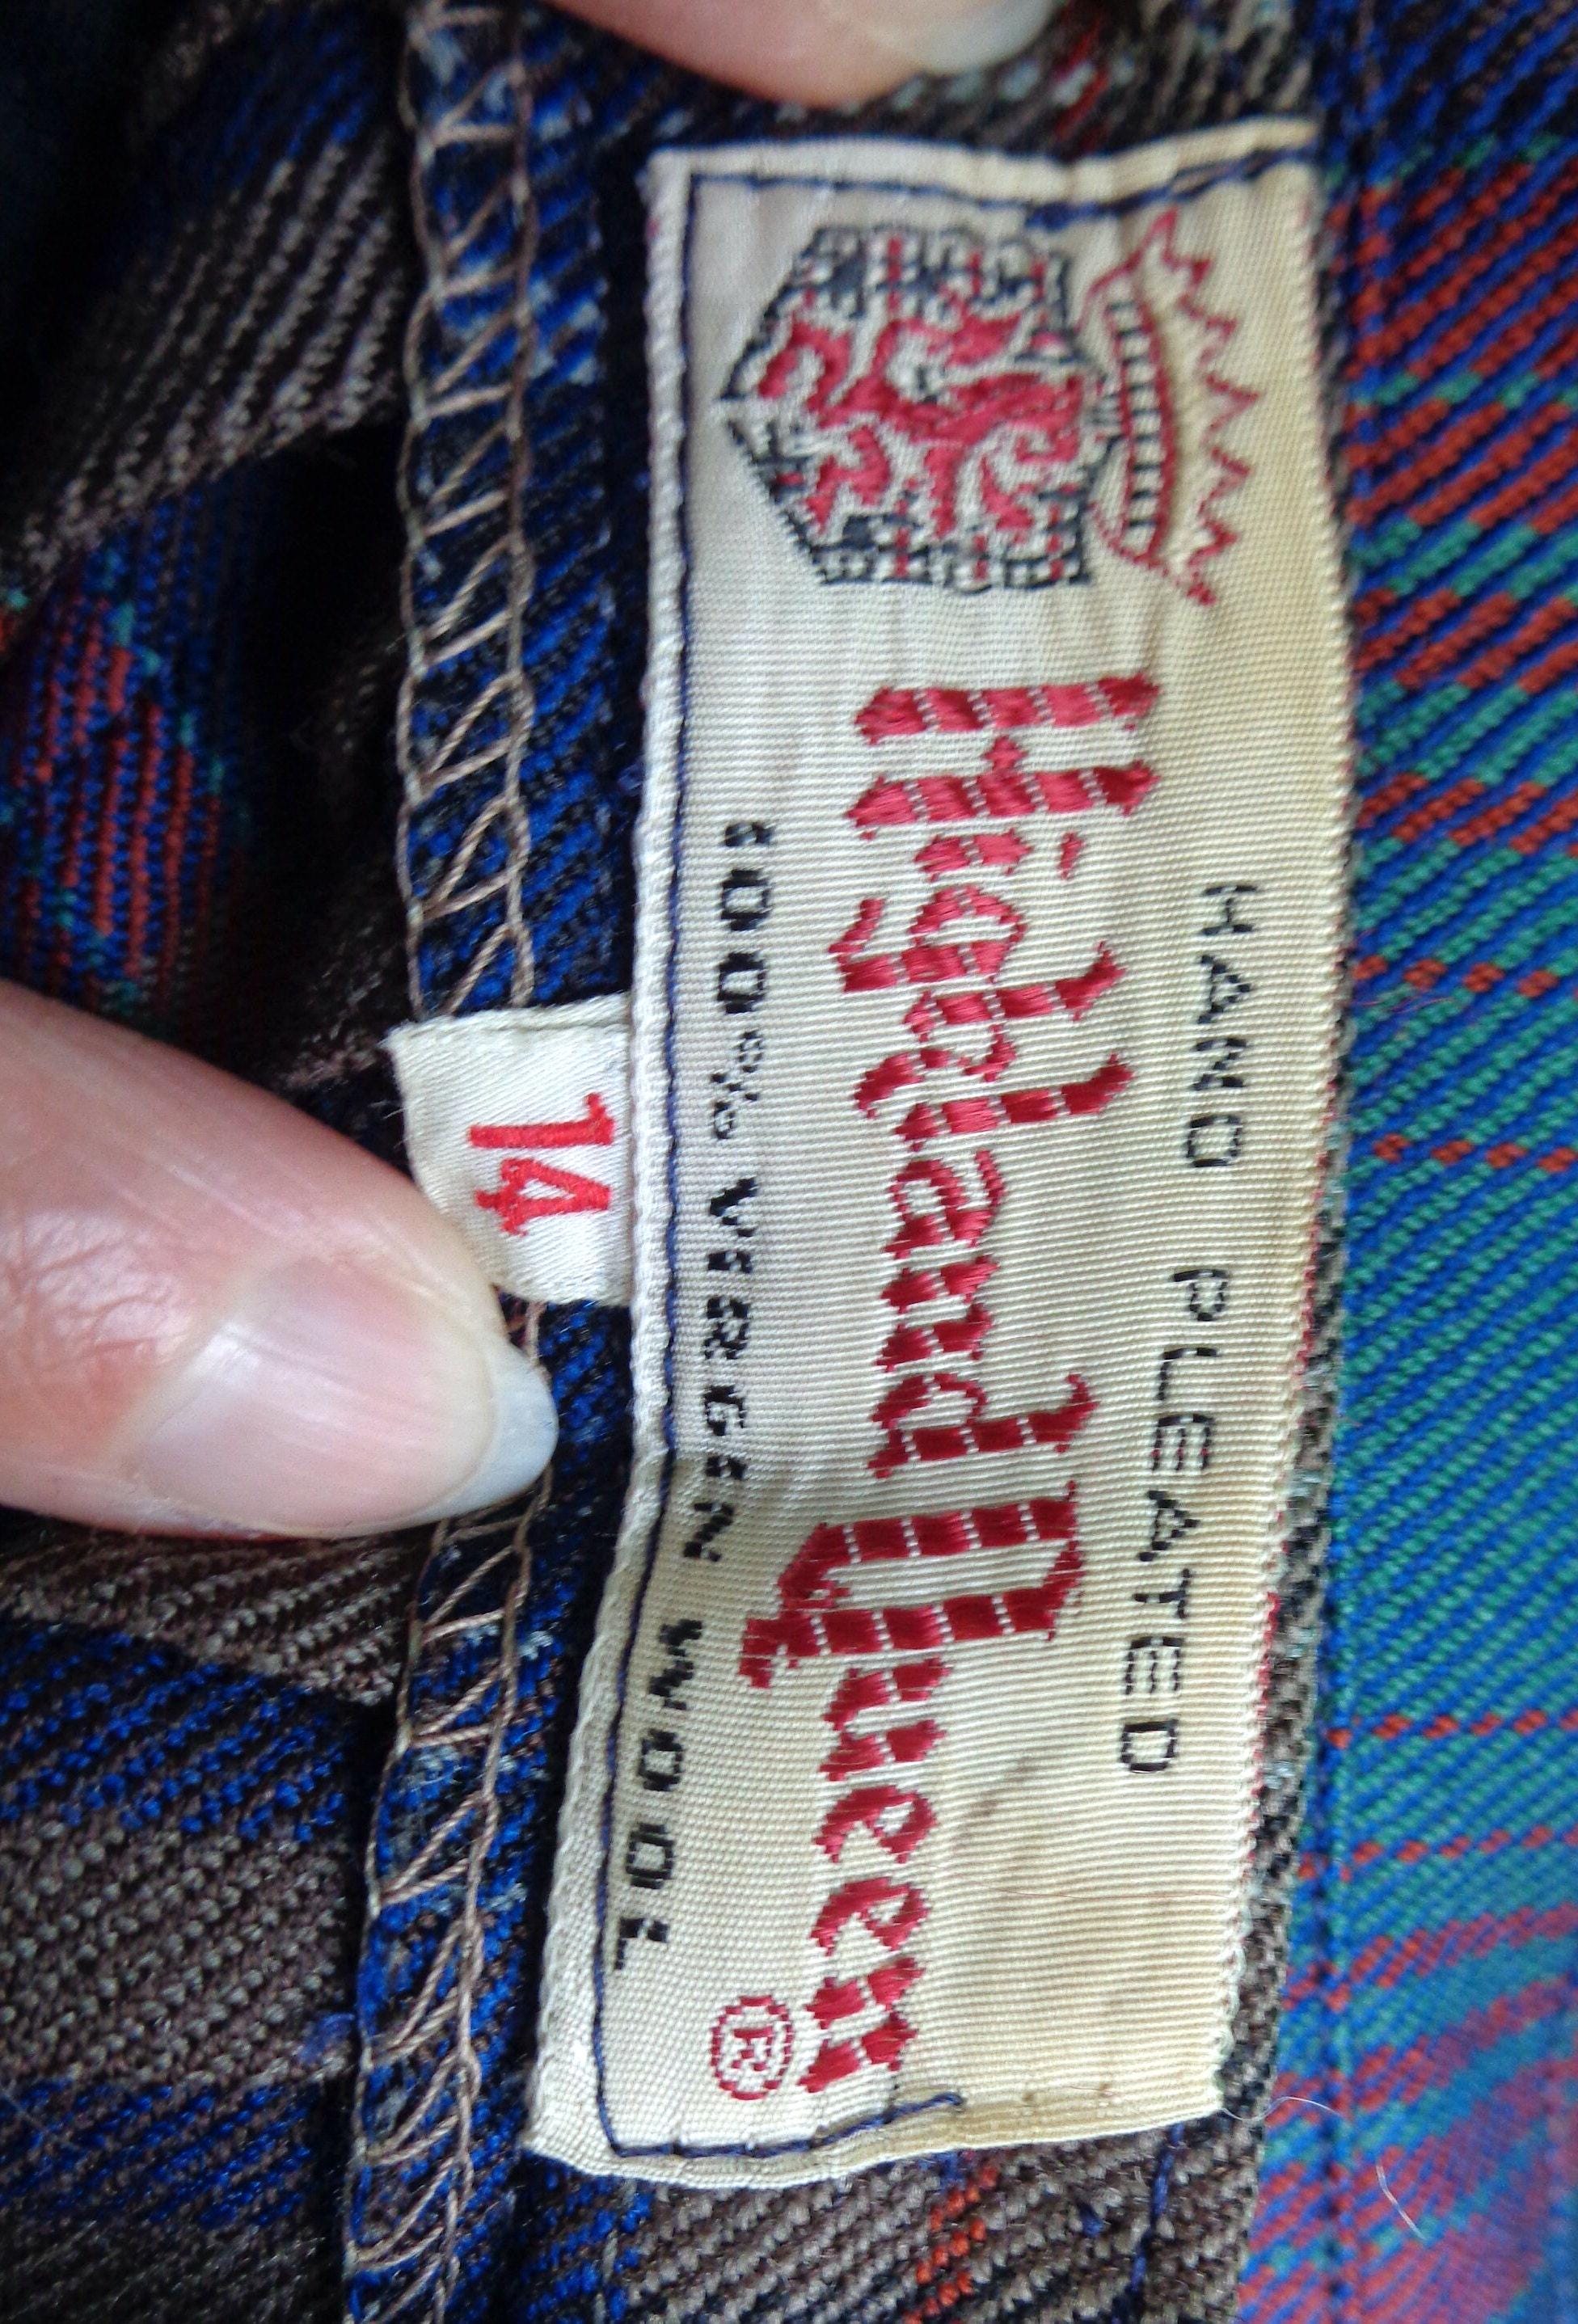 HAND PLEATED
Highland Queen ®
100% VIRGIN WOOL
14